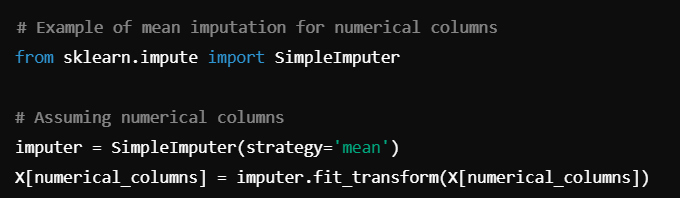 # Example of mean imputation for numerical columns
from sklearn.impute import SimpleImputer
# Assuming numerical columns
imputer = SimpleImputer(strategy='mean')
X[numerical_columns] = imputer.fit_transform(X[numerical_columns])